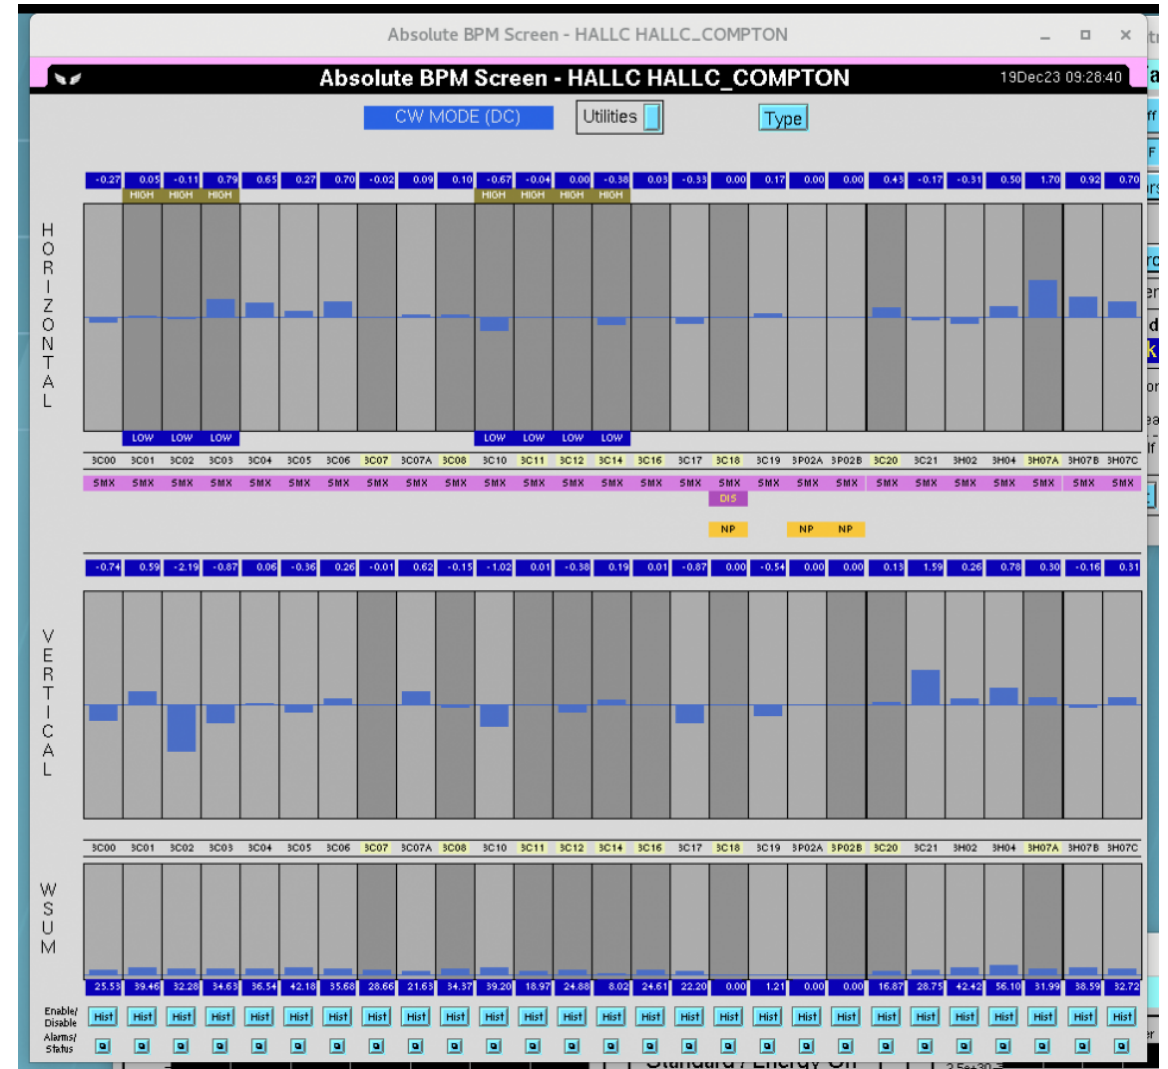 Absolute BPM Screen - HALLC HALLC_COMPTON
Absolute BPM Screen - HALLC HALLC_COMPTON 19Dec23 09:28:40
CW MODE (DC) Utilities Type
-0.27 0.05 -0.11 0.79 0.65 0.27 0.70 -0.02 0.09 0.10 -0.67 -0.04 0.00 -0.38 0.03 -0.33 0.00 0.17 0.00 0.00 0.43 -0.17 -0.31 0.50 1.70 0.92 0.70
HIGH HIGH HIGH HIGH HIGH HIGH HIGH
HORIZONTAL
LOW LOW LOW LOW LOW LOW LOW
3C00 3C01 3C02 3C03 3C04 3C05 3C06 3C07 3C07A 3C08 3C10 3C11 3C12 3C14 3C16 3C17 3C18 3C19 3P02A 3P02B 3C20 3C21 3H02 3H04 3H07A 3H07B 3H07C
SMX SMX SMX SMX SMX SMX SMX SMX SMX SMX SMX SMX SMX SMX SMX SMX SMX SMX SMX SMX SMX SMX SMX SMX SMX SMX SMX
DIS
NP NP NP
-0.74 0.59 -2.19 -0.87 0.06 -0.36 0.26 -0.01 0.62 -0.15 -1.02 0.01 -0.38 0.19 0.01 -0.87 0.00 -0.54 0.00 0.00 0.13 1.59 0.26 0.78 0.30 -0.16 0.31
VERTICAL
3C00 3C01 3C02 3C03 3C04 3C05 3C06 3C07 3C07A 3C08 3C10 3C11 3C12 3C14 3C16 3C17 3C18 3C19 3P02A 3P02B 3C20 3C21 3H02 3H04 3H07A 3H07B 3H07C
WSUM
25.53 39.46 32.28 34.63 36.54 42.18 35.68 28.66 21.63 34.37 39.20 18.97 24.88 8.02 24.61 22.20 0.00 1.21 0.00 0.00 16.87 28.75 42.42 56.10 31.99 38.59 32.72
Enable/
Disable
Hist Hist Hist Hist Hist Hist Hist Hist Hist Hist Hist Hist Hist Hist Hist Hist Hist Hist Hist Hist Hist Hist Hist Hist Hist Hist Hist
Alarms/
Status